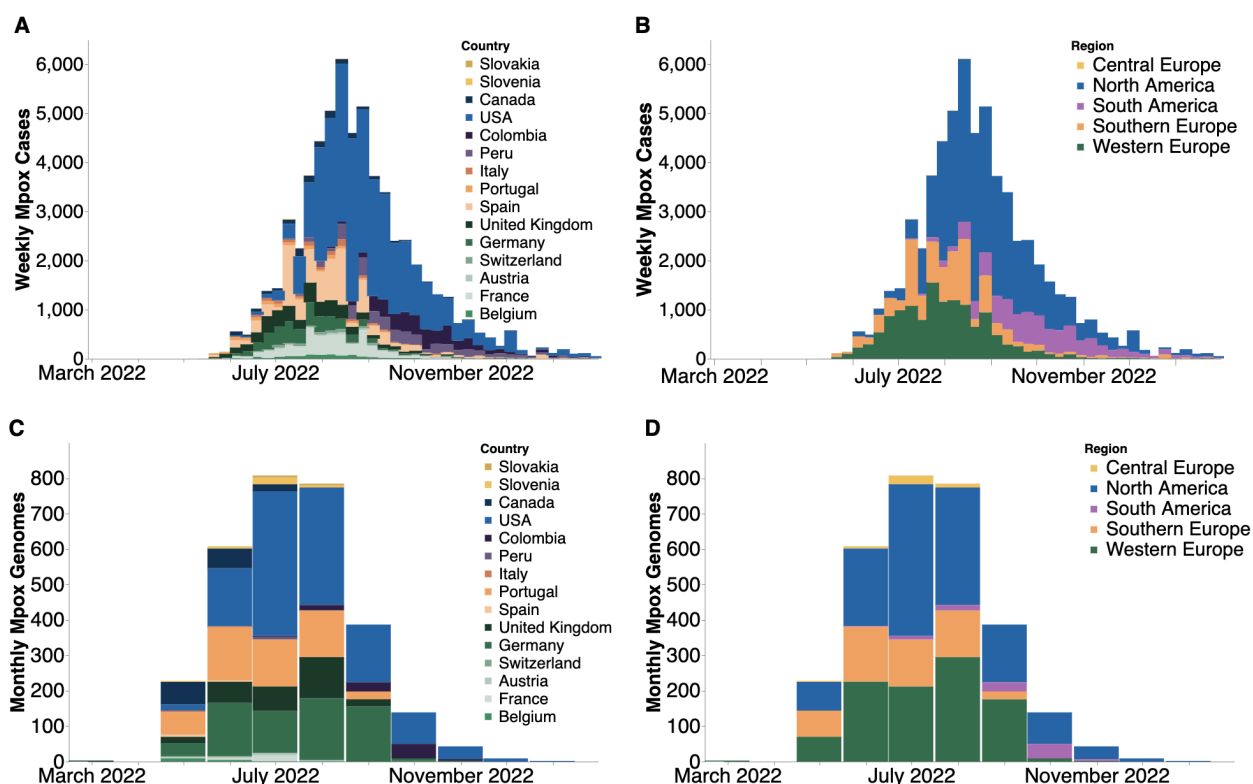 A
Weekly Mpox Cases
6,000
5,000
4,000
3,000
2,000
1,000
0
March 2022
July 2022
November 2022
Country
Slovakia
Slovenia
Canada
USA
Colombia
Peru
Italy
Portugal
Spain
United Kingdom
Germany
Switzerland
Austria
France
Belgium
B
Weekly Mpox Cases
6,000
5,000
4,000
3,000
2,000
1,000
0
March 2022
July 2022
November 2022
Region
Central Europe
North America
South America
Southern Europe
Western Europe
C
Monthly Mpox Genomes
800
700
600
500
400
300
200
100
0
March 2022
July 2022
November 2022
Country
Slovakia
Slovenia
Canada
USA
Colombia
Peru
Italy
Portugal
Spain
United Kingdom
Germany
Switzerland
Austria
France
Belgium
D
Monthly Mpox Genomes
800
700
600
500
400
300
200
100
0
March 2022
July 2022
November 2022
Region
Central Europe
North America
South America
Southern Europe
Western Europe